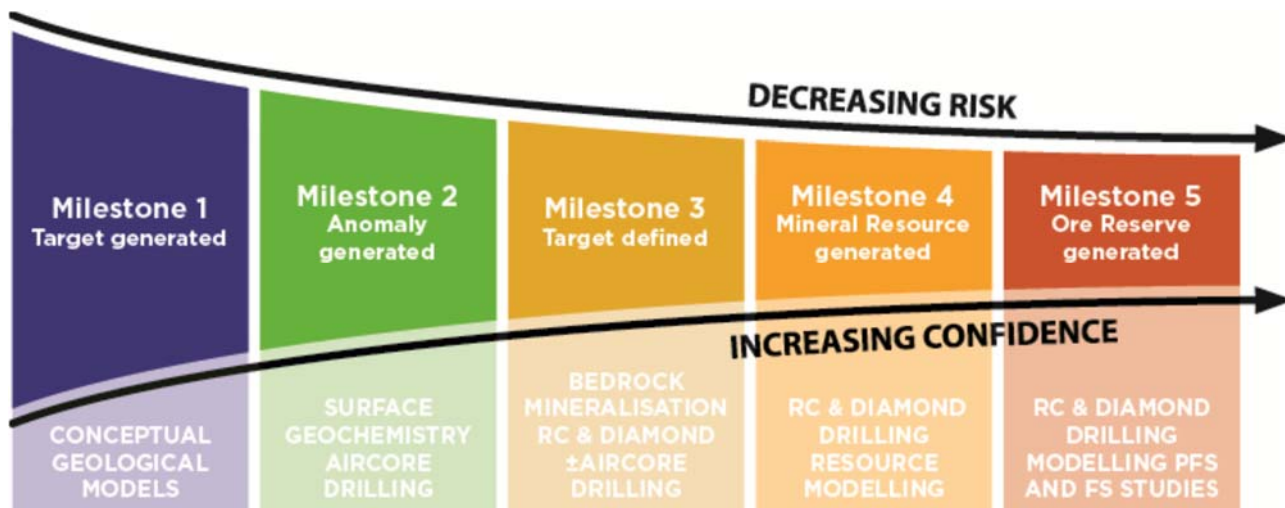 DECREASING RISK
Milestone 1
Target generated
Milestone 2
Anomaly
generated
Milestone 3
Target defined
Milestone 4
Mineral Resource
generated
Milestone 5
Ore Reserve
generated
INCREASING CONFIDENCE
CONCEPTUAL
GEOLOGICAL
MODELS
SURFACE
GEOCHEMISTRY
AIRCORE
DRILLING
BEDROCK
MINERALISATION
RC & DIAMOND
±AIRCORE
DRILLING
RC & DIAMOND
DRILLING
RESOURCE
MODELLING
RC & DIAMOND
DRILLING
MODELLING PFS
AND FS STUDIES